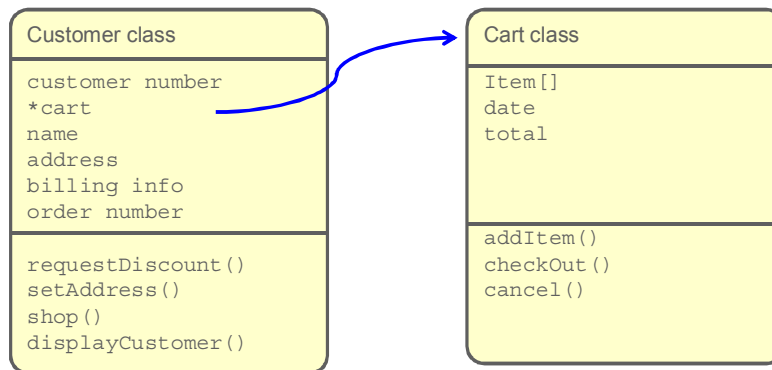 Customer class
customer number
*cart
name
address
billing info
order number
requestDiscount()
setAddress()
shop()
displayCustomer()
Cart class
Item[]
date
total
addItem()
checkOut()
cancel()